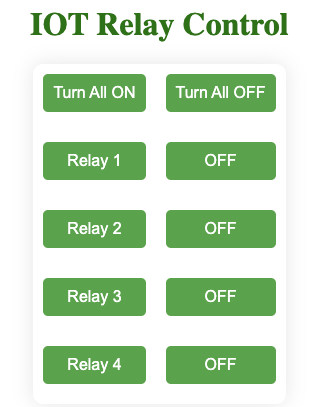 IOT Relay Control
Turn All ON Turn All OFF
Relay 1 OFF
Relay 2 OFF
Relay 3 OFF
Relay 4 OFF